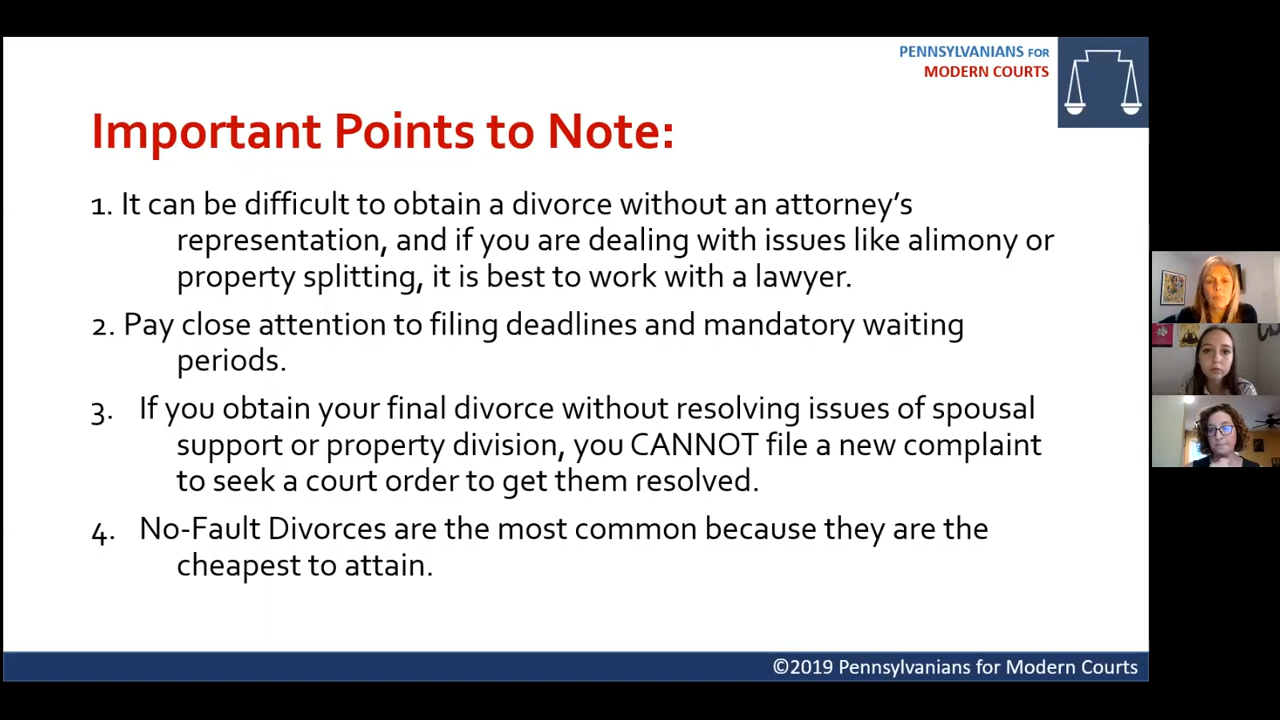 PENNSYLVANIANS FOR
MODERN COURTS
Important Points to Note:
1. It can be difficult to obtain a divorce without an attorney’s
representation, and if you are dealing with issues like alimony or
property splitting, it is best to work with a lawyer.
2. Pay close attention to filing deadlines and mandatory waiting
periods.
3. If you obtain your final divorce without resolving issues of spousal
support or property division, you CANNOT file a new complaint
to seek a court order to get them resolved.
4. No-Fault Divorces are the most common because they are the
cheapest to attain.
©2019 Pennsylvanians for Modern Courts